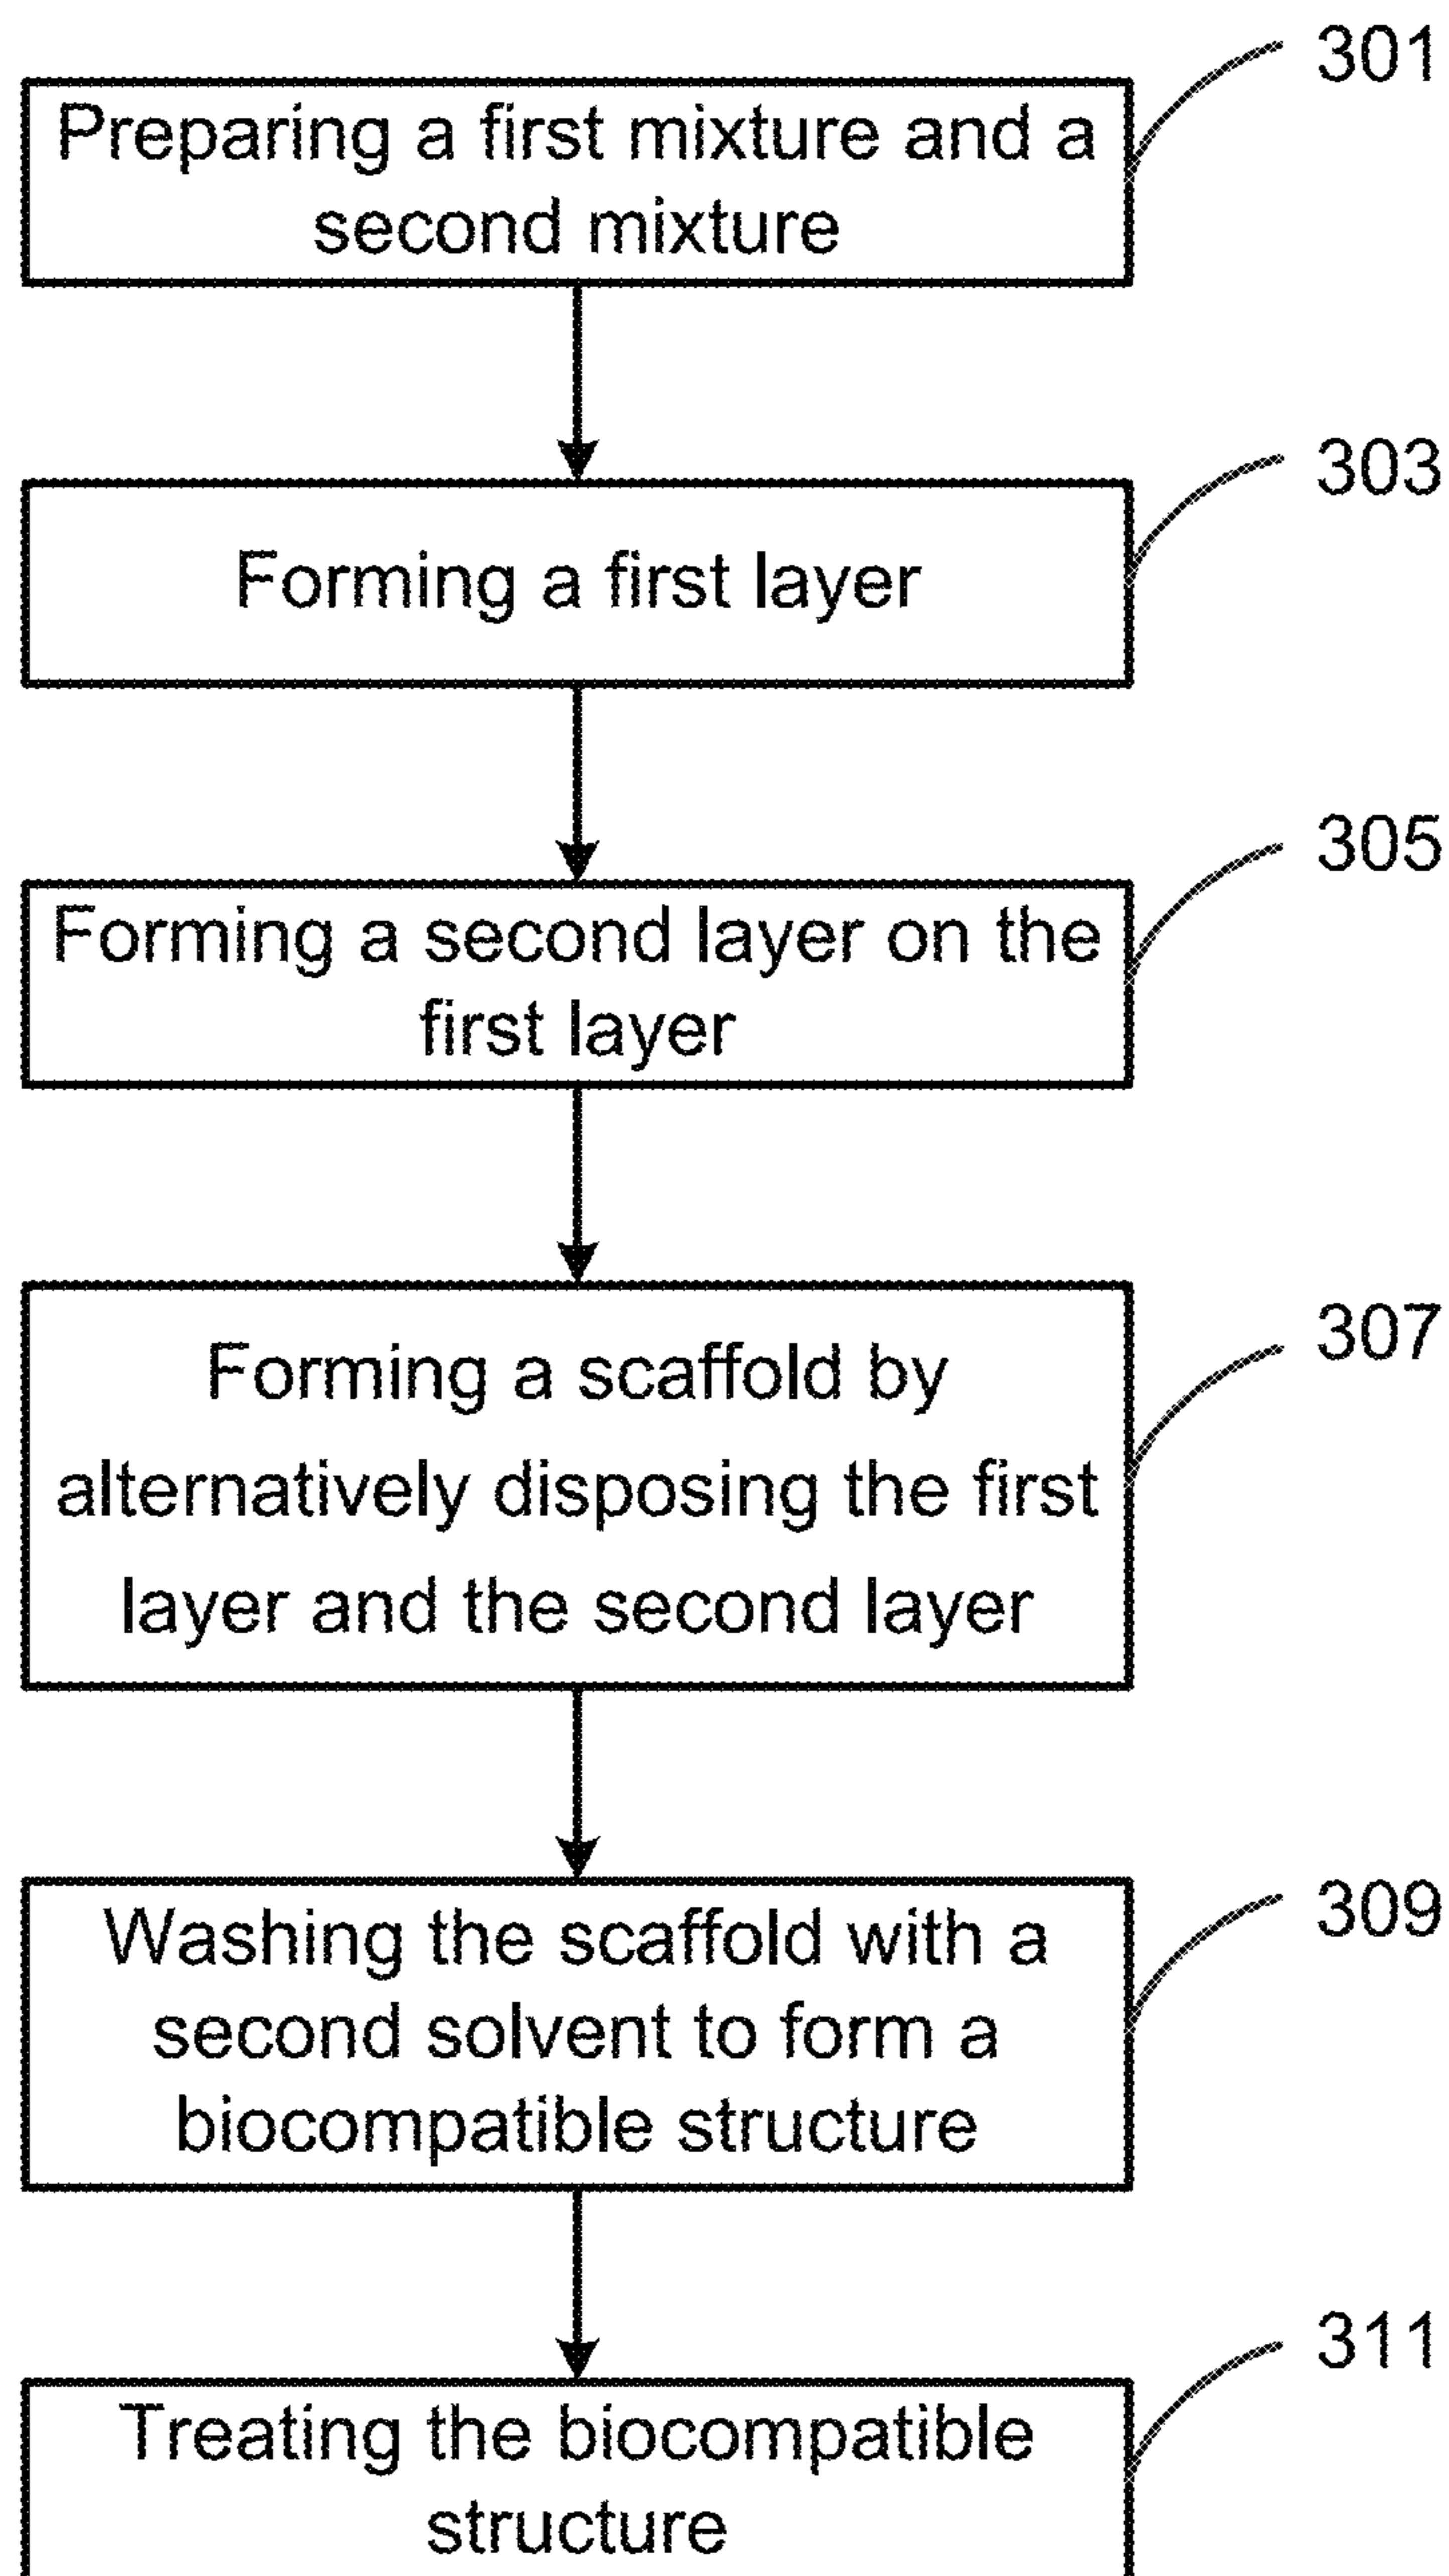 301
Preparing a first mixture and a
second mixture
303
Forming a first layer
305
Forming a second layer on the
first layer
307
Forming a scaffold by
alternatively disposing the first
layer and the second layer
309
Washing the scaffold with a
second solvent to form a
biocompatible structure
311
Treating the biocompatible
structure